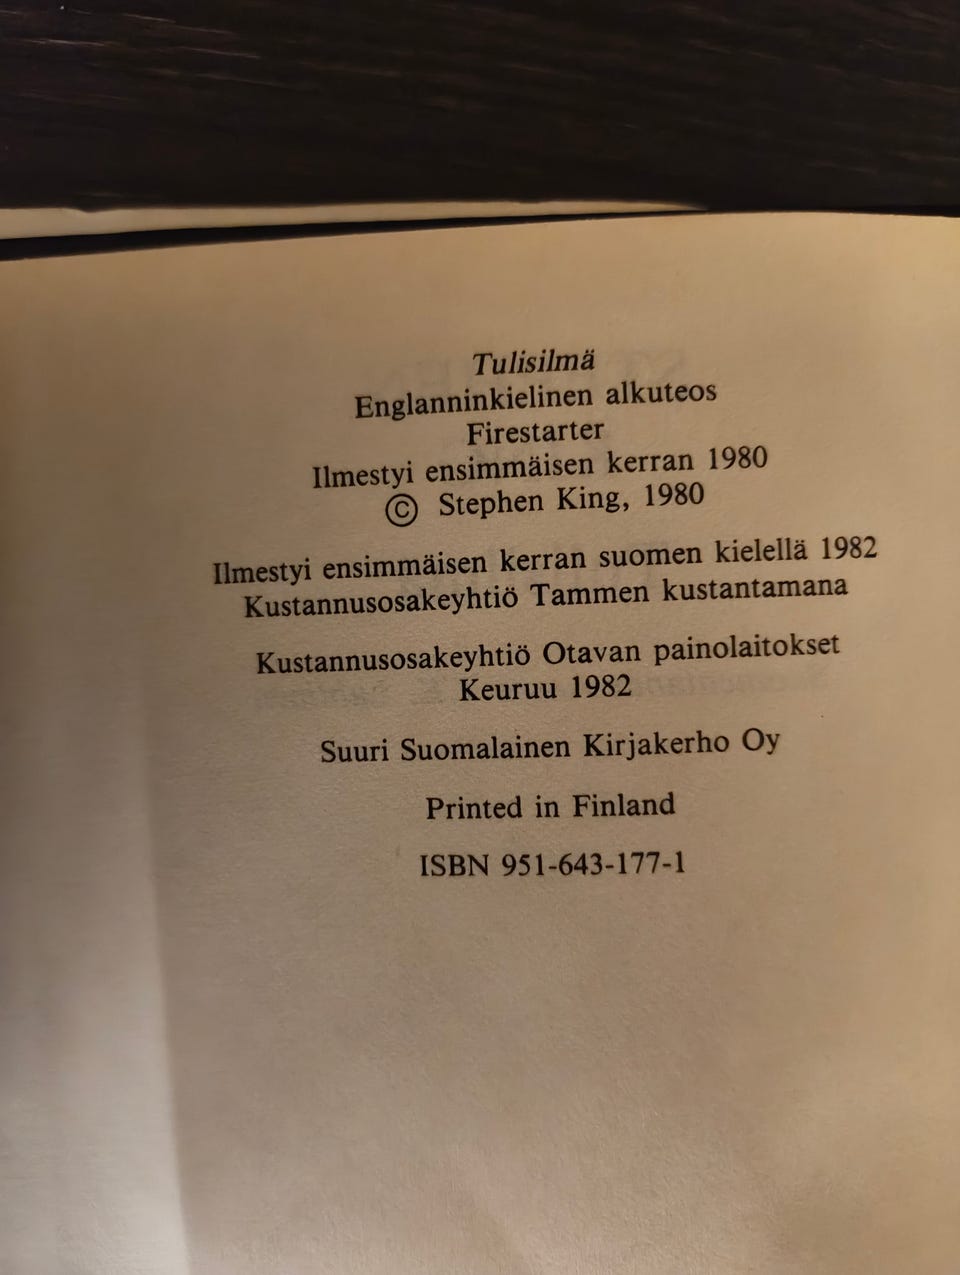 Tulisilmä
Englanninkielinen alkuteos
Firestarter
Ilmestyi ensimmäisen kerran 1980
© Stephen King, 1980
Ilmestyi ensimmäisen kerran suomen kielellä 1982
Kustannusosakeyhtiö Tammen kustantamana
Kustannusosakeyhtiö Otavan painolaitokset
Keuruu 1982
Suuri Suomalainen Kirjakerho Oy
Printed in Finland
ISBN 951-643-177-1